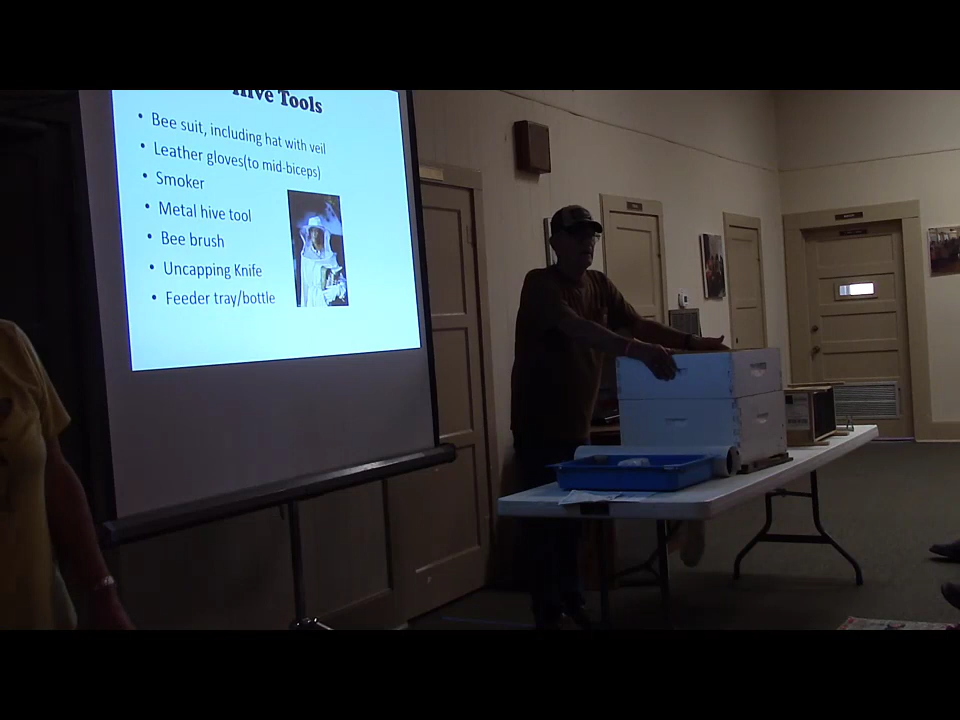 Hive Tools
• Bee suit, including hat with veil
• Leather gloves(to mid-biceps)
• Smoker
• Metal hive tool
• Bee brush
• Uncapping Knife
• Feeder tray/bottle